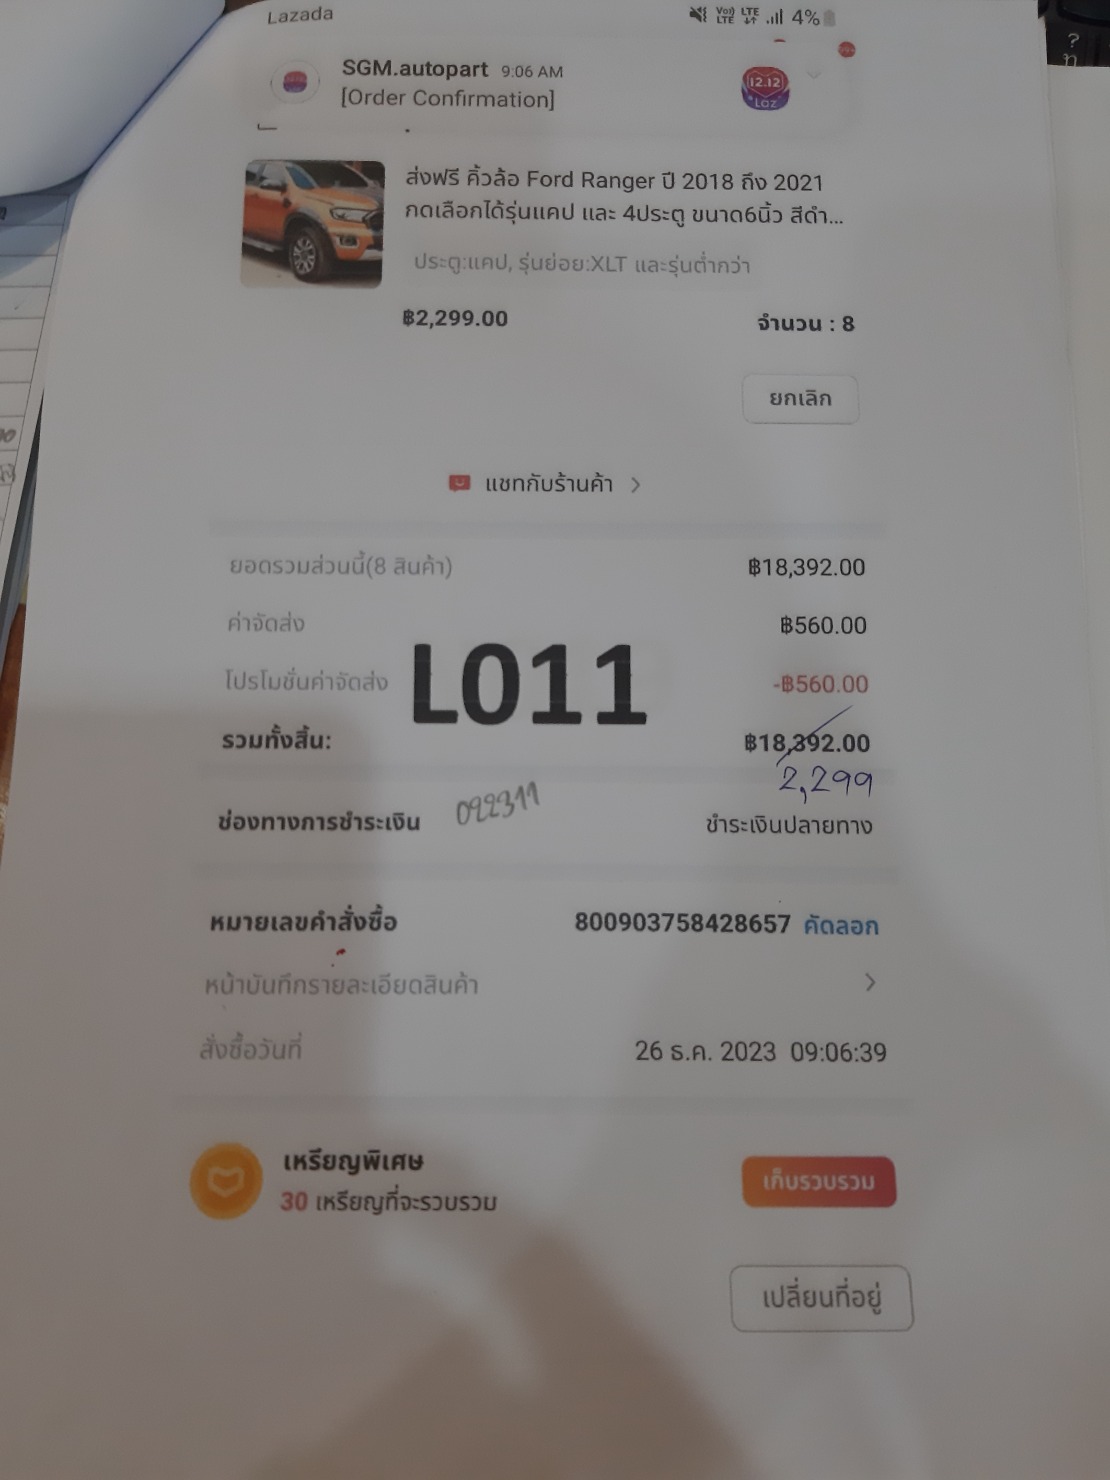 Lazada
Vo) LTE LTE 4%
SGM.autopart 9:06 AM
[Order Confirmation]
12.12
Laz
ส่งฟรี คิ้วล้อ Ford Ranger ปี 2018 ถึง 2021
กดเลือกได้รุ่นแคป และ 4ประตู ขนาด6นิ้ว สีดำ...
ประตู:แคป, รุ่นย่อย:XLT และรุ่นต่ำกว่า
฿2,299.00 จำนวน : 8
ยกเลิก
แชทกับร้านค้า
ยอดรวมส่วนนี้(8 สินค้า) ฿18,392.00
ค่าจัดส่ง ฿560.00
โปรโมชั่นค่าจัดส่ง -฿560.00
L011
รวมทั้งสิ้น: ฿18,392.00
2,299
022311
ช่องทางการชำระเงิน ชำระเงินปลายทาง
หมายเลขคำสั่งซื้อ 800903758428657 คัดลอก
หน้าบันทึกรายละเอียดสินค้า
สั่งซื้อวันที่ 26 ธ.ค. 2023 09:06:39
เหรียญพิเศษ
30 เหรียญที่จะรวบรวม
เก็บรวบรวม
เปลี่ยนที่อยู่